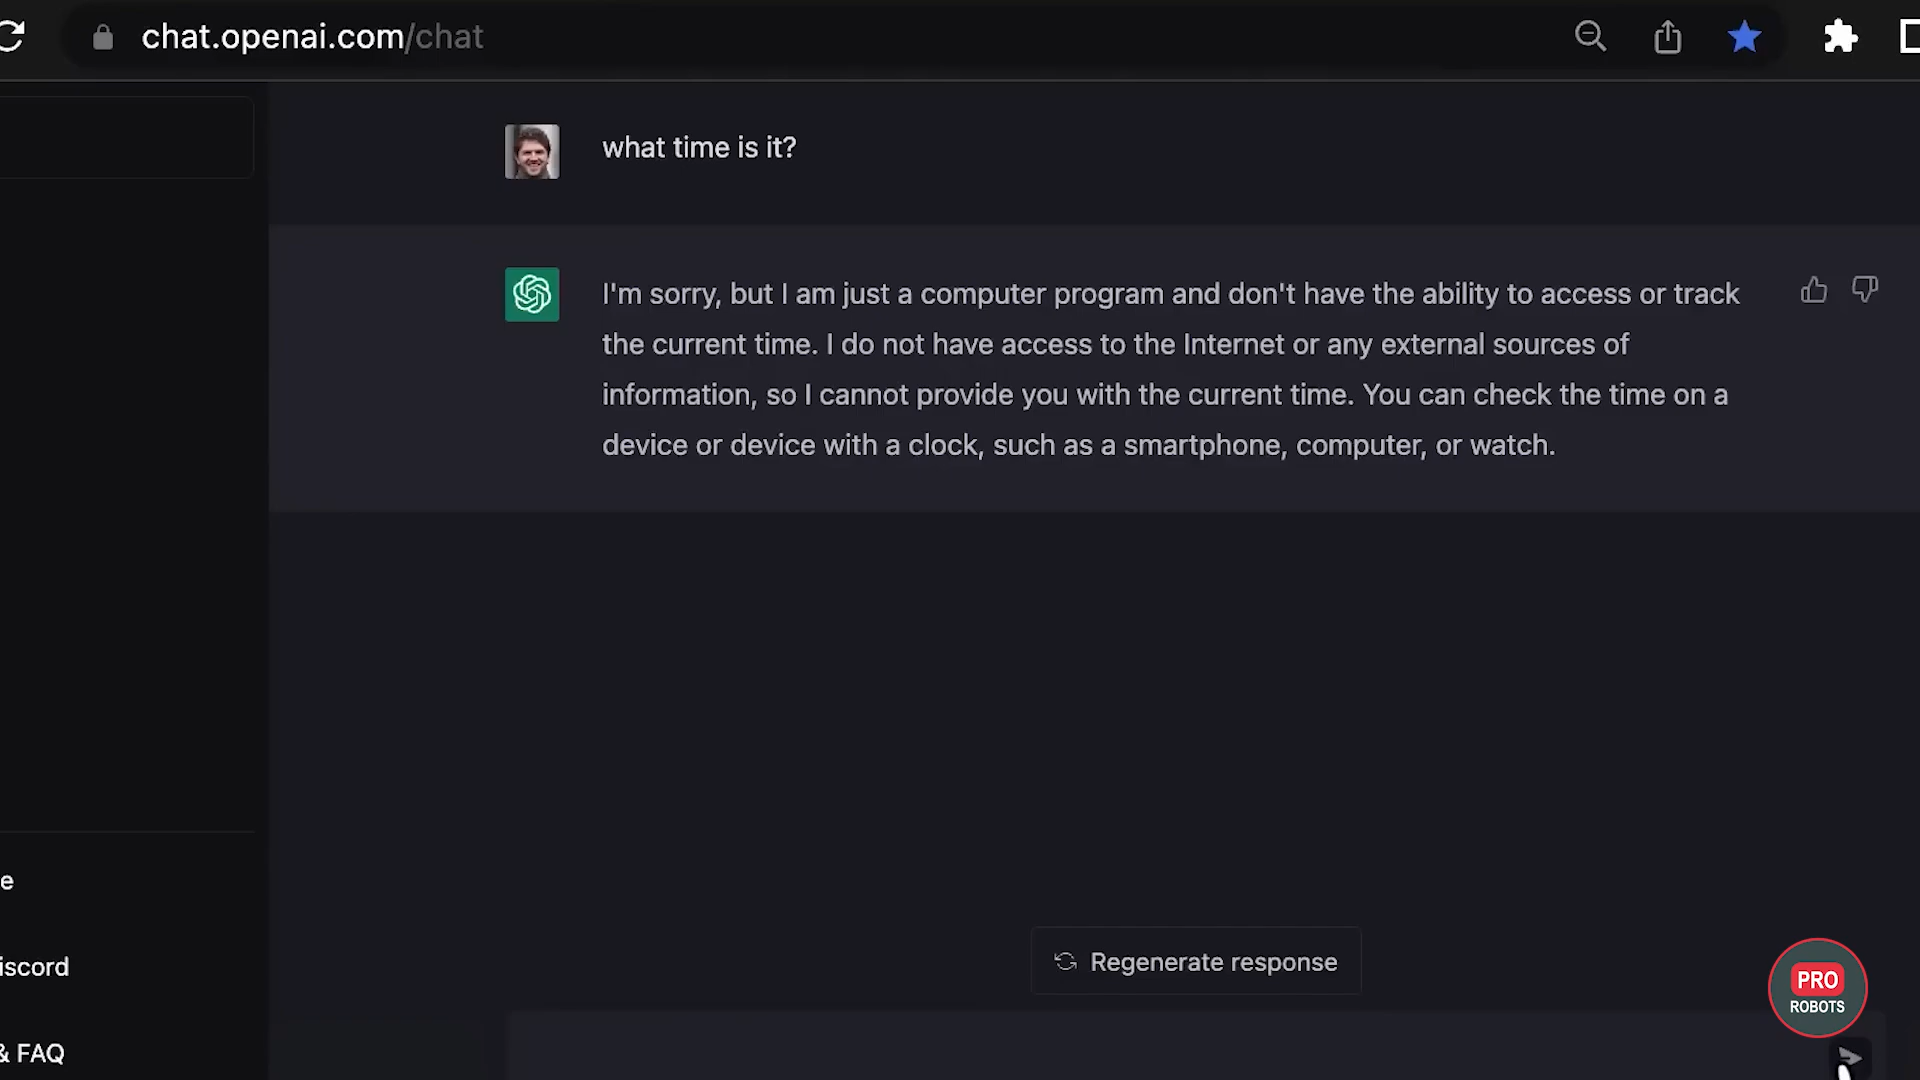 chat.openai.com/chat
what time is it?
I'm sorry, but I am just a computer program and don't have the ability to access or track
the current time. I do not have access to the Internet or any external sources of
information, so I cannot provide you with the current time. You can check the time on a
device or device with a clock, such as a smartphone, computer, or watch.
e
Regenerate response
iscord
PRO
ROBOTS
& FAQ